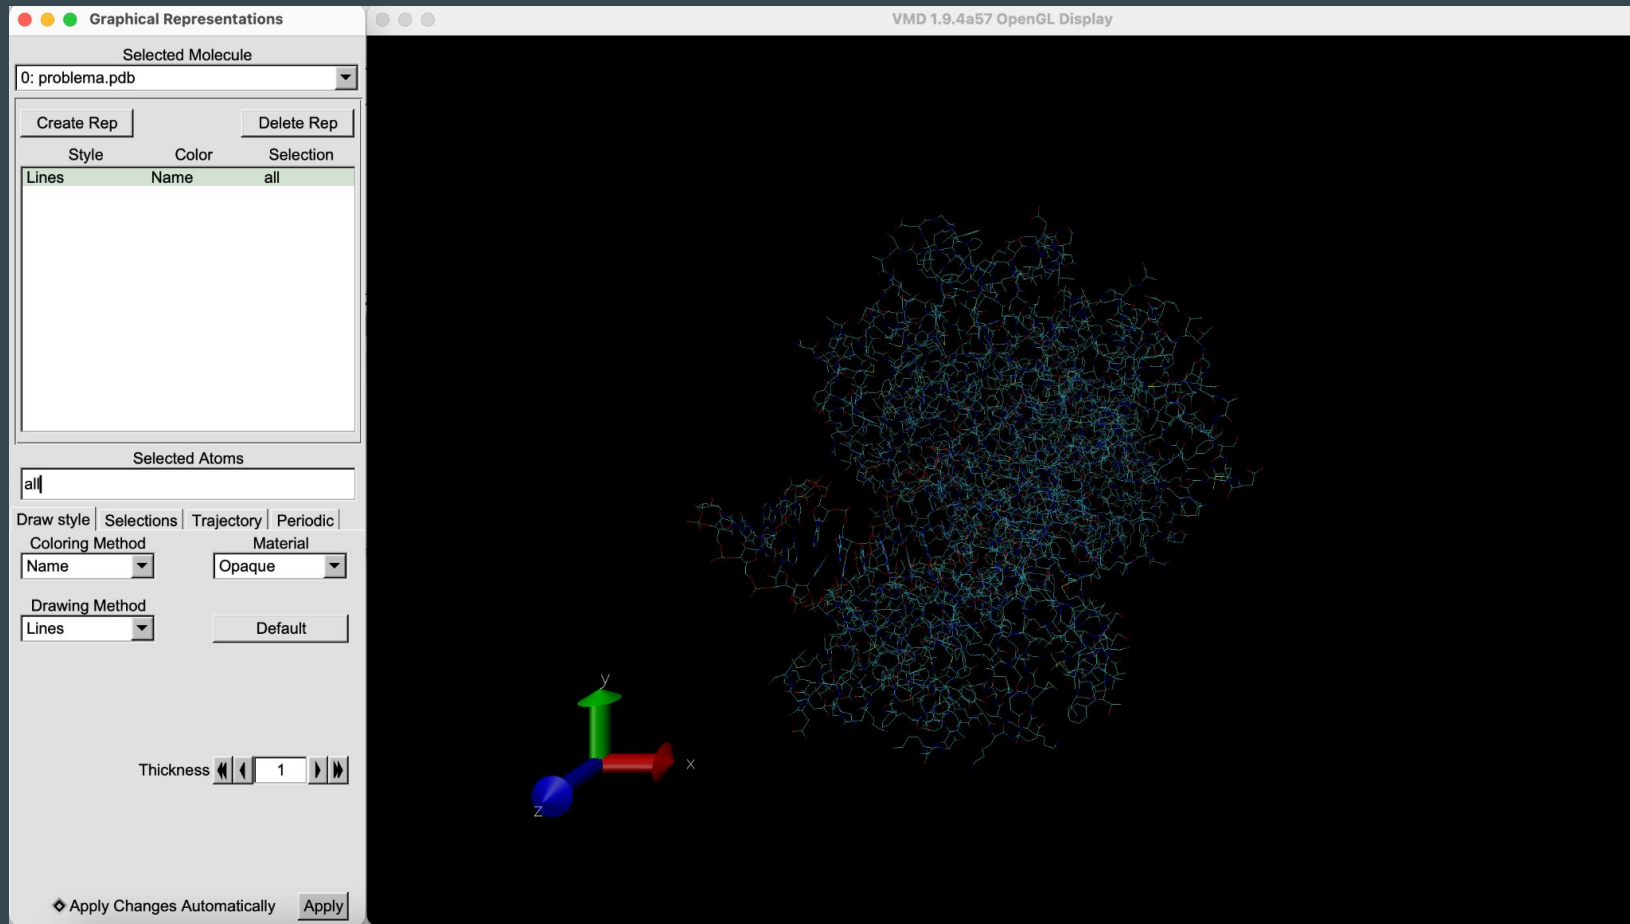 Graphical Representations
VMD 1.9.4a57 OpenGL Display
Selected Molecule
0: problema.pdb
Create Rep
Delete Rep
Style Color Selection
Lines Name all
Selected Atoms
all
Draw style Selections Trajectory Periodic
Coloring Method Material
Name Opaque
Drawing Method
Lines Default
Thickness 1
Apply Changes Automatically Apply
y
x
z